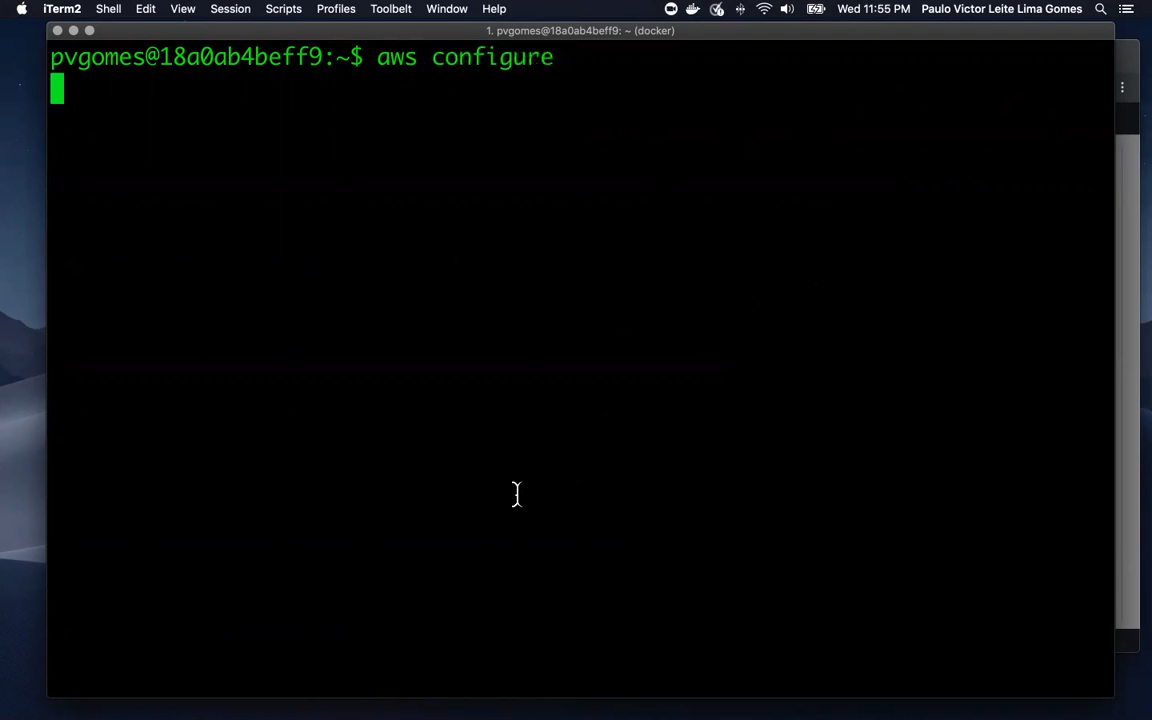 iTerm2 Shell Edit View Session Scripts Profiles Toolbelt Window Help Wed 11:55 PM Paulo Victor Leite Lima Gomes
1. pvgomes@18a0ab4beff9: ~ (docker)
pvgomes@18a0ab4beff9:~$ aws configure